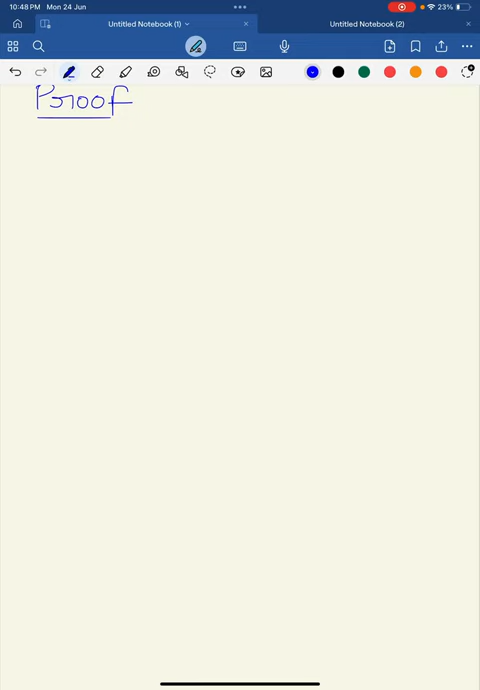 10:48 PM Mon 24 Jun
23%
Untitled Notebook (1)
Untitled Notebook (2)
Proof